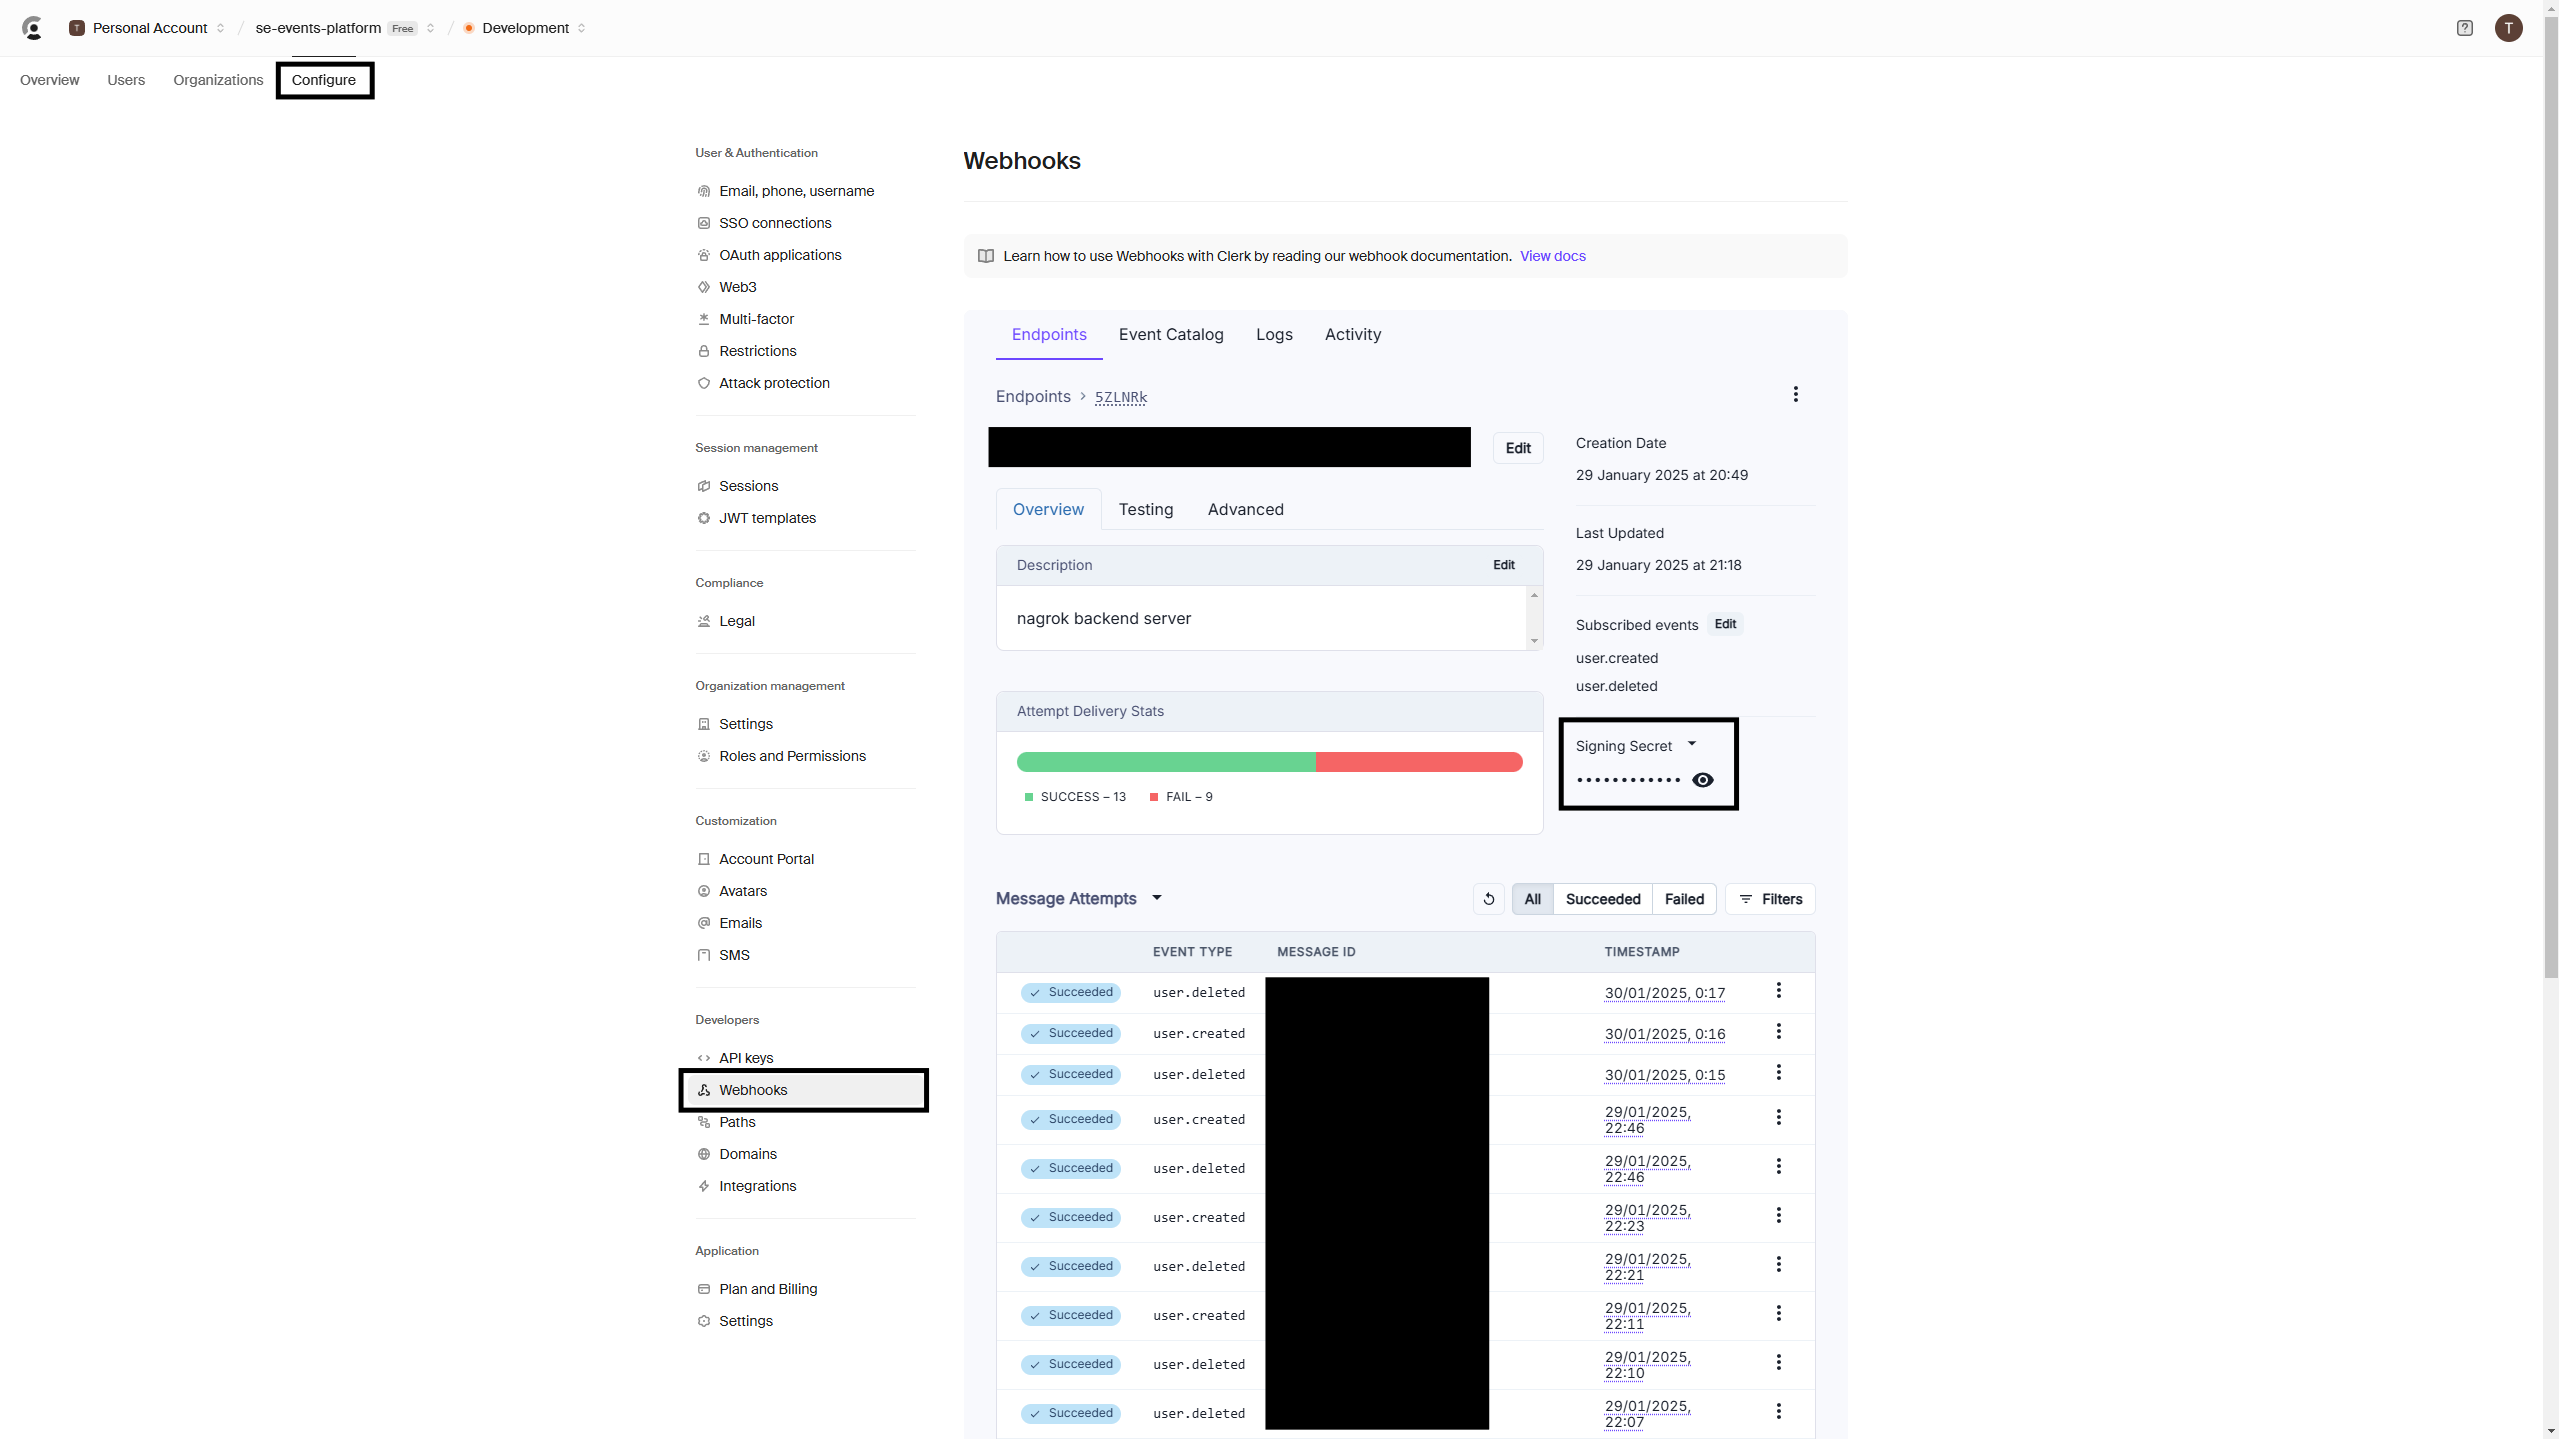 T Personal Account / se-events-platform Free / Development ? T
Overview Users Organizations Configure
User & Authentication
Email, phone, username
SSO connections
OAuth applications
Web3
Multi-factor
Restrictions
Attack protection
Session management
Sessions
JWT templates
Compliance
Legal
Organization management
Settings
Roles and Permissions
Customization
Account Portal
Avatars
Emails
SMS
Developers
API keys
Webhooks
Paths
Domains
Integrations
Application
Plan and Billing
Settings
Webhooks
Learn how to use Webhooks with Clerk by reading our webhook documentation. View docs
Endpoints Event Catalog Logs Activity
Endpoints > 5ZLNRk
Edit
Overview Testing Advanced
Description Edit
nagrok backend server
Attempt Delivery Stats
SUCCESS – 13 FAIL – 9
Creation Date
29 January 2025 at 20:49
Last Updated
29 January 2025 at 21:18
Subscribed events Edit
user.created
user.deleted
Signing Secret
••••••••••••
Message Attempts All Succeeded Failed Filters
EVENT TYPE MESSAGE ID TIMESTAMP
Succeeded user.deleted 30/01/2025, 0:17
Succeeded user.created 30/01/2025, 0:16
Succeeded user.deleted 30/01/2025, 0:15
Succeeded user.created 29/01/2025,
22:46
Succeeded user.deleted 29/01/2025,
22:46
Succeeded user.created 29/01/2025,
22:23
Succeeded user.deleted 29/01/2025,
22:21
Succeeded user.created 29/01/2025,
22:11
Succeeded user.deleted 29/01/2025,
22:10
Succeeded user.deleted 29/01/2025,
22:07